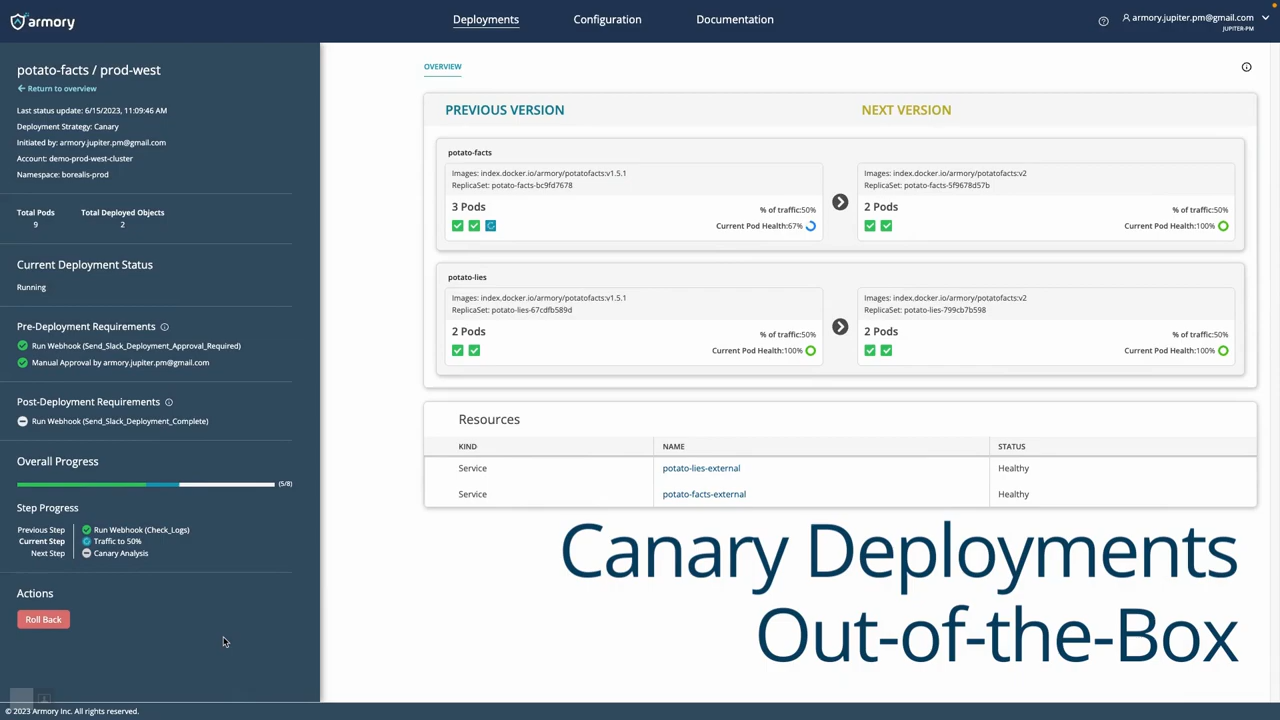 armory
Deployments
Configuration
Documentation
armory.jupiter.pm@gmail.com
JUPITER-PM
potato-facts / prod-west
Return to overview
Last status update: 6/15/2023, 11:09:46 AM
Deployment Strategy: Canary
Initiated by: armory.jupiter.pm@gmail.com
Account: demo-prod-west-cluster
Namespace: borealis-prod
Total Pods
9
Total Deployed Objects
2
Current Deployment Status
Running
Pre-Deployment Requirements
Run Webhook (Send_Slack_Deployment_Approval_Required)
Manual Approval by armory.jupiter.pm@gmail.com
Post-Deployment Requirements
Run Webhook (Send_Slack_Deployment_Complete)
Overall Progress
(5/8)
Step Progress
Previous Step Run Webhook (Check_Logs)
Current Step Traffic to 50%
Next Step Canary Analysis
Actions
Roll Back
OVERVIEW
PREVIOUS VERSION
NEXT VERSION
potato-facts
Images: index.docker.io/armory/potatofacts:v1.5.1
ReplicaSet: potato-facts-bc9fd7678
3 Pods
% of traffic:50%
Current Pod Health:67%
Images: index.docker.io/armory/potatofacts:v2
ReplicaSet: potato-facts-5f9678d57b
2 Pods
% of traffic:50%
Current Pod Health:100%
potato-lies
Images: index.docker.io/armory/potatofacts:v1.5.1
ReplicaSet: potato-lies-67cdfb589d
2 Pods
% of traffic:50%
Current Pod Health:100%
Images: index.docker.io/armory/potatofacts:v2
ReplicaSet: potato-lies-799cb7b598
2 Pods
% of traffic:50%
Current Pod Health:100%
Resources
KIND NAME STATUS
Service potato-lies-external Healthy
Service potato-facts-external Healthy
Canary Deployments
Out-of-the-Box
© 2023 Armory Inc. All rights reserved.